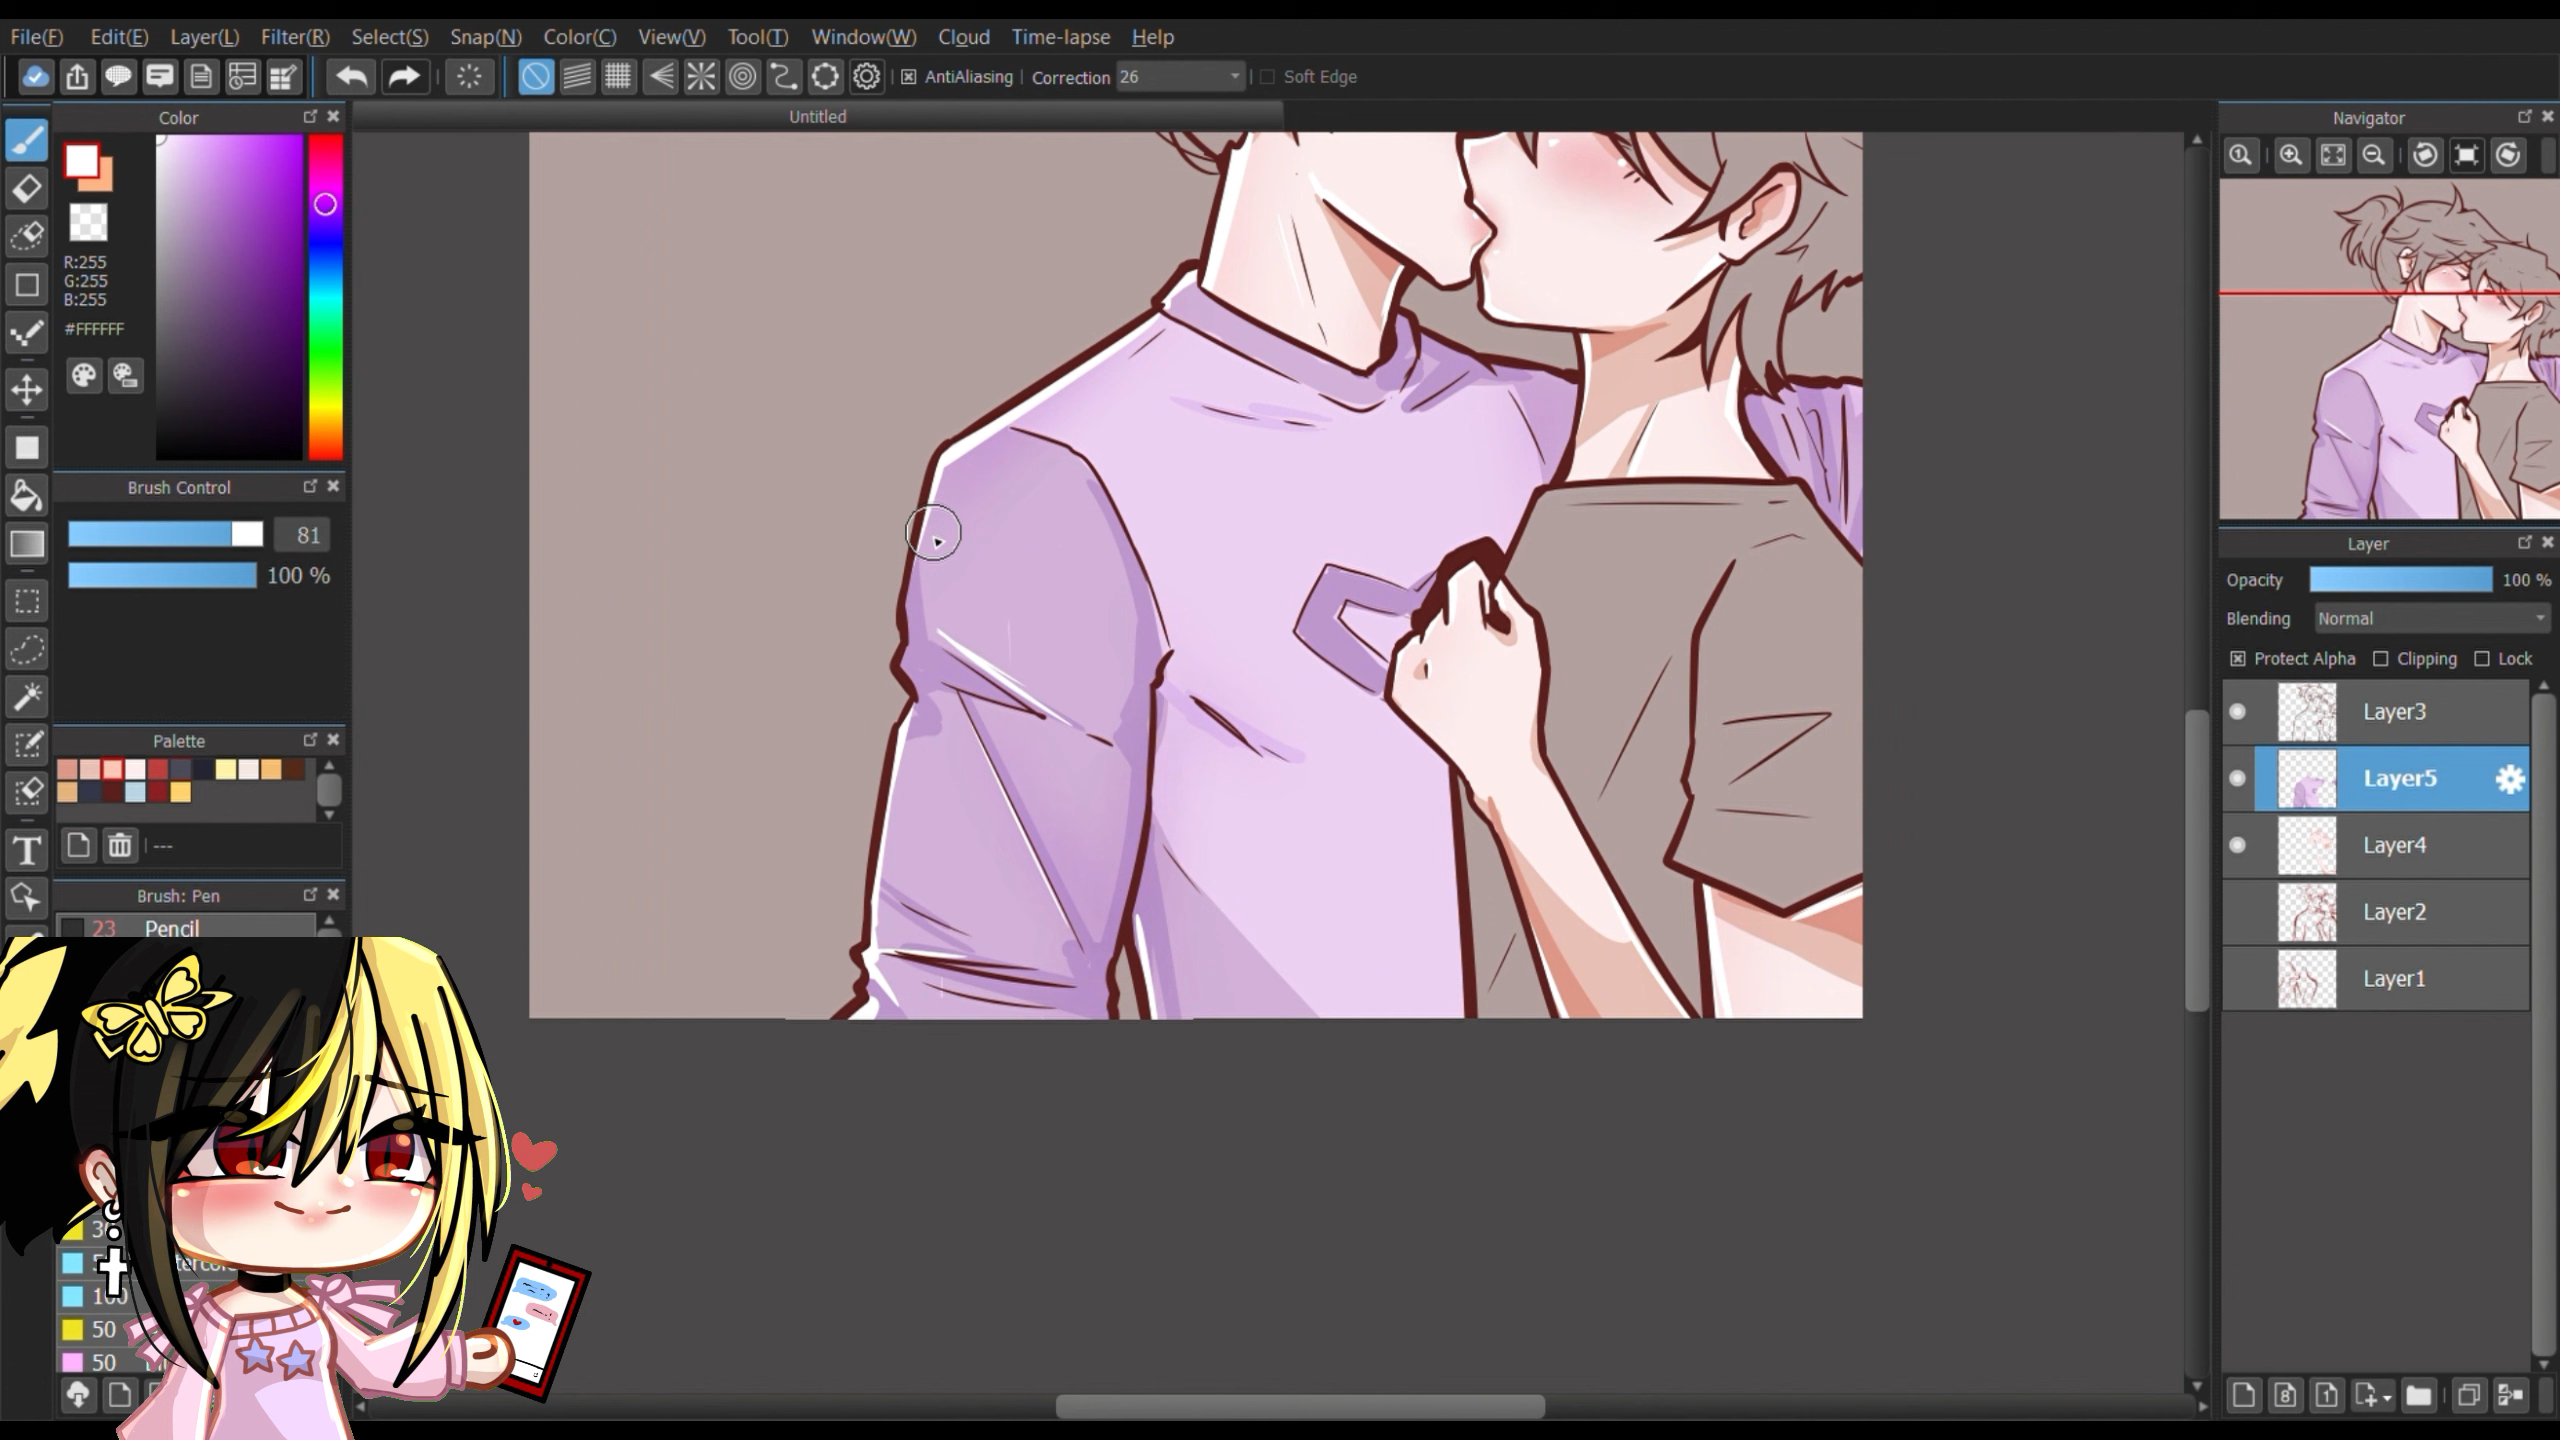 File(F) Edit(E) Layer(L) Filter(R) Select(S) Snap(N) Color(C) View(V) Tool(T) Window(W) Cloud Time-lapse Help
AntiAliasing Correction 26 Soft Edge
Color
Untitled
Navigator
R:255
G:255
B:255
#FFFFFF
Brush Control
81
100 %
Layer
Opacity 100 %
Blending Normal
Protect Alpha Clipping Lock
Layer3
Layer5
Layer4
Layer2
Layer1
Palette
---
Brush: Pen
23 Pencil
100
50
50
T